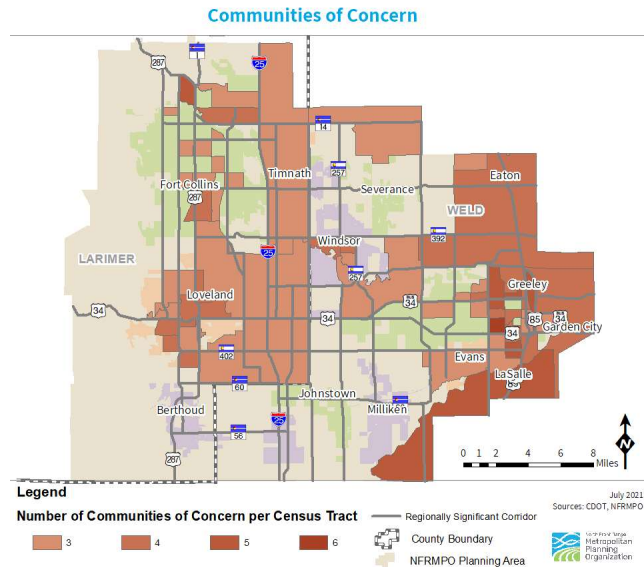 Communities of Concern
287
25
14
Timnath
257
Fort Collins
287
Severance
Eaton
WELD
392
Windsor
25
LARIMER
257
Greeley
Loveland
34
34
34
85
34
Garden City
34
402
Evans
60
LaSalle
85
Johnstown
Berthoud
Milliken
25
56
287
N
0 1 2 4 6 8
Miles
Legend
July 2021
Sources: CDOT, NFRMPO
Number of Communities of Concern per Census Tract
Regionally Significant Corridor
County Boundary
NFRMPO Planning Area
3
4
5
6
Metropolitan
Planning
Organization